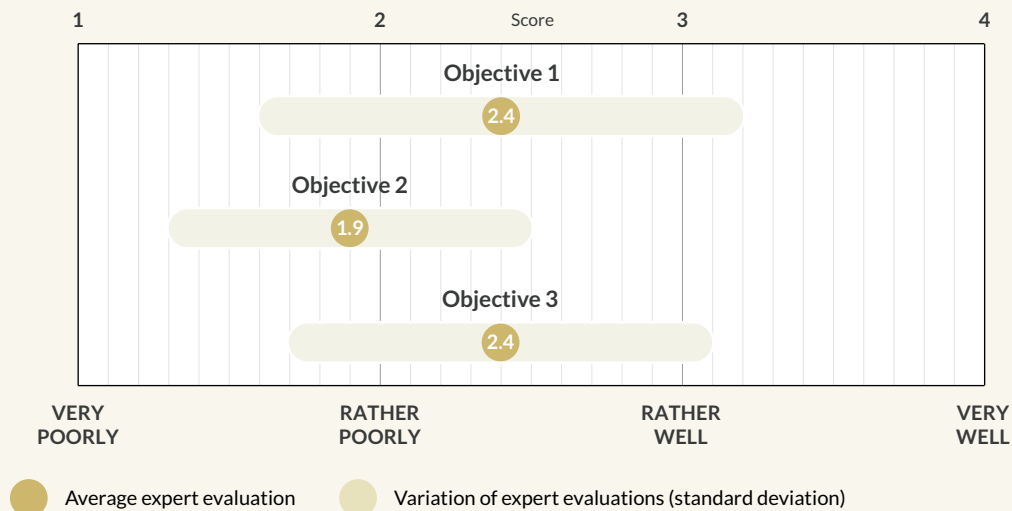 1 2 Score 3 4
Objective 1
2.4
Objective 2
1.9
Objective 3
2.4
VERY POORLY
RATHER POORLY
RATHER WELL
VERY WELL
Average expert evaluation
Variation of expert evaluations (standard deviation)